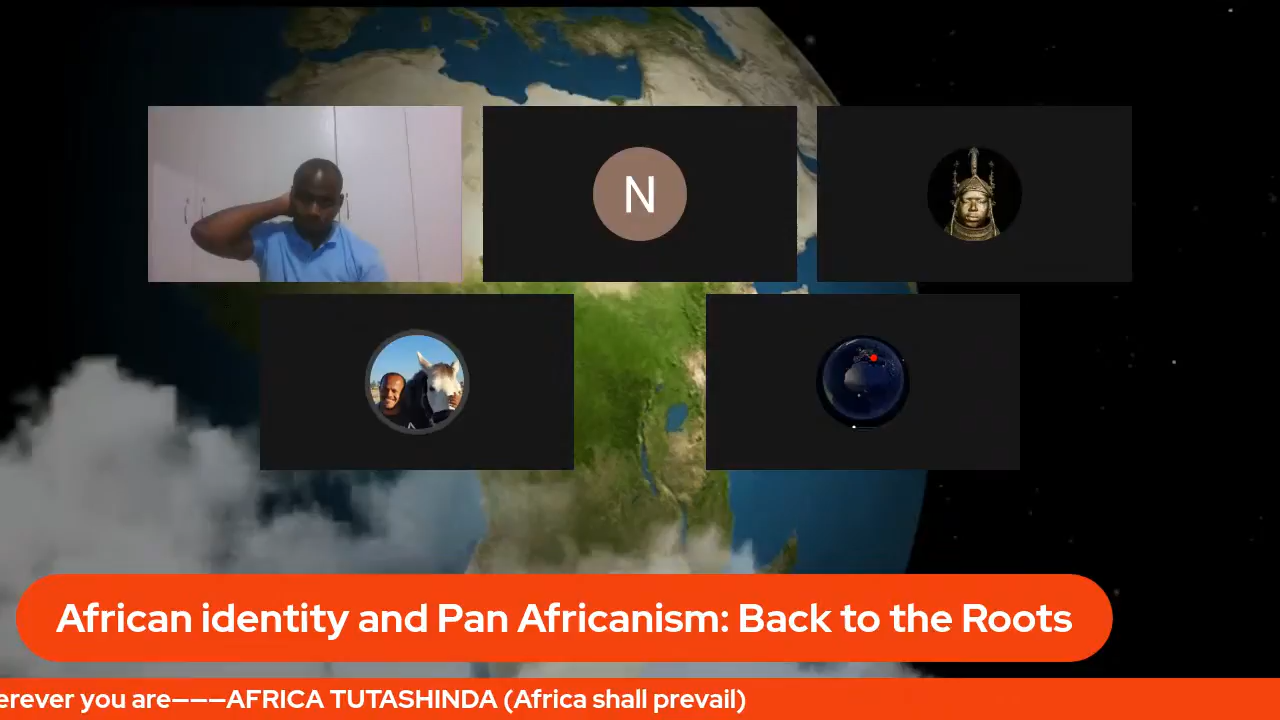 N
African identity and Pan Africanism: Back to the Roots
erever you are———AFRICA TUTASHINDA (Africa shall prevail)